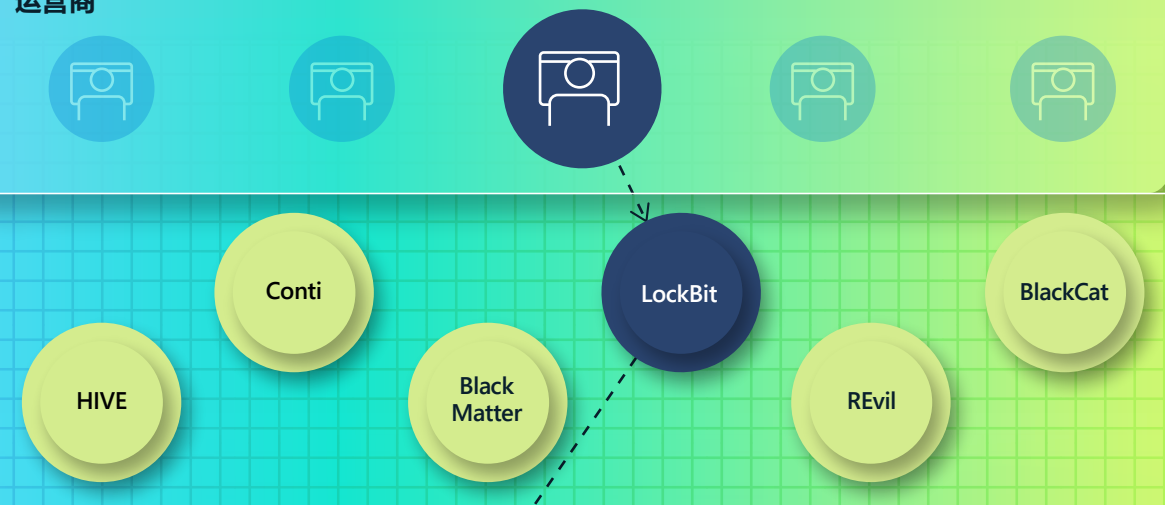 运营商
Conti
LockBit
BlackCat
HIVE
Black
Matter
REvil